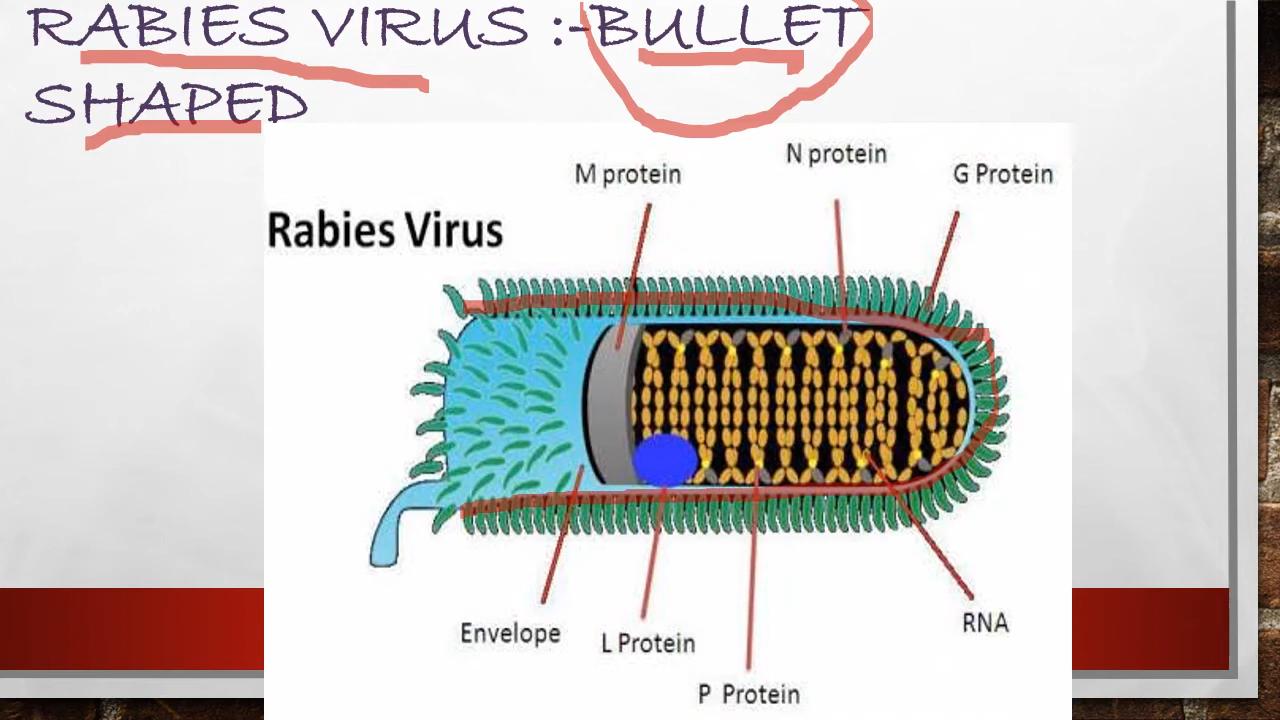 RABIES VIRUS :-BULLET
SHAPED
N protein
M protein
G Protein
Rabies Virus
RNA
Envelope
L Protein
P Protein